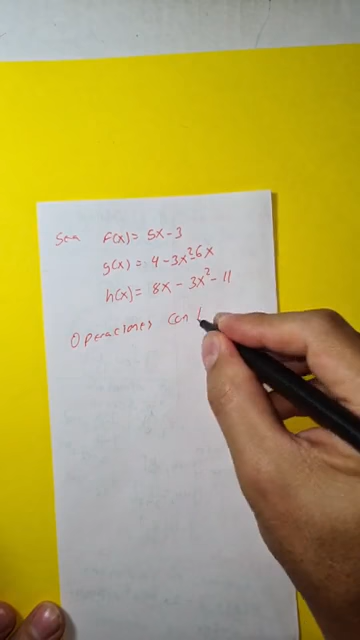 Sea f(x)= 5x-3
g(x)= 4-3x²-6x
h(x)= 8x-3x²-11
Operaciones con